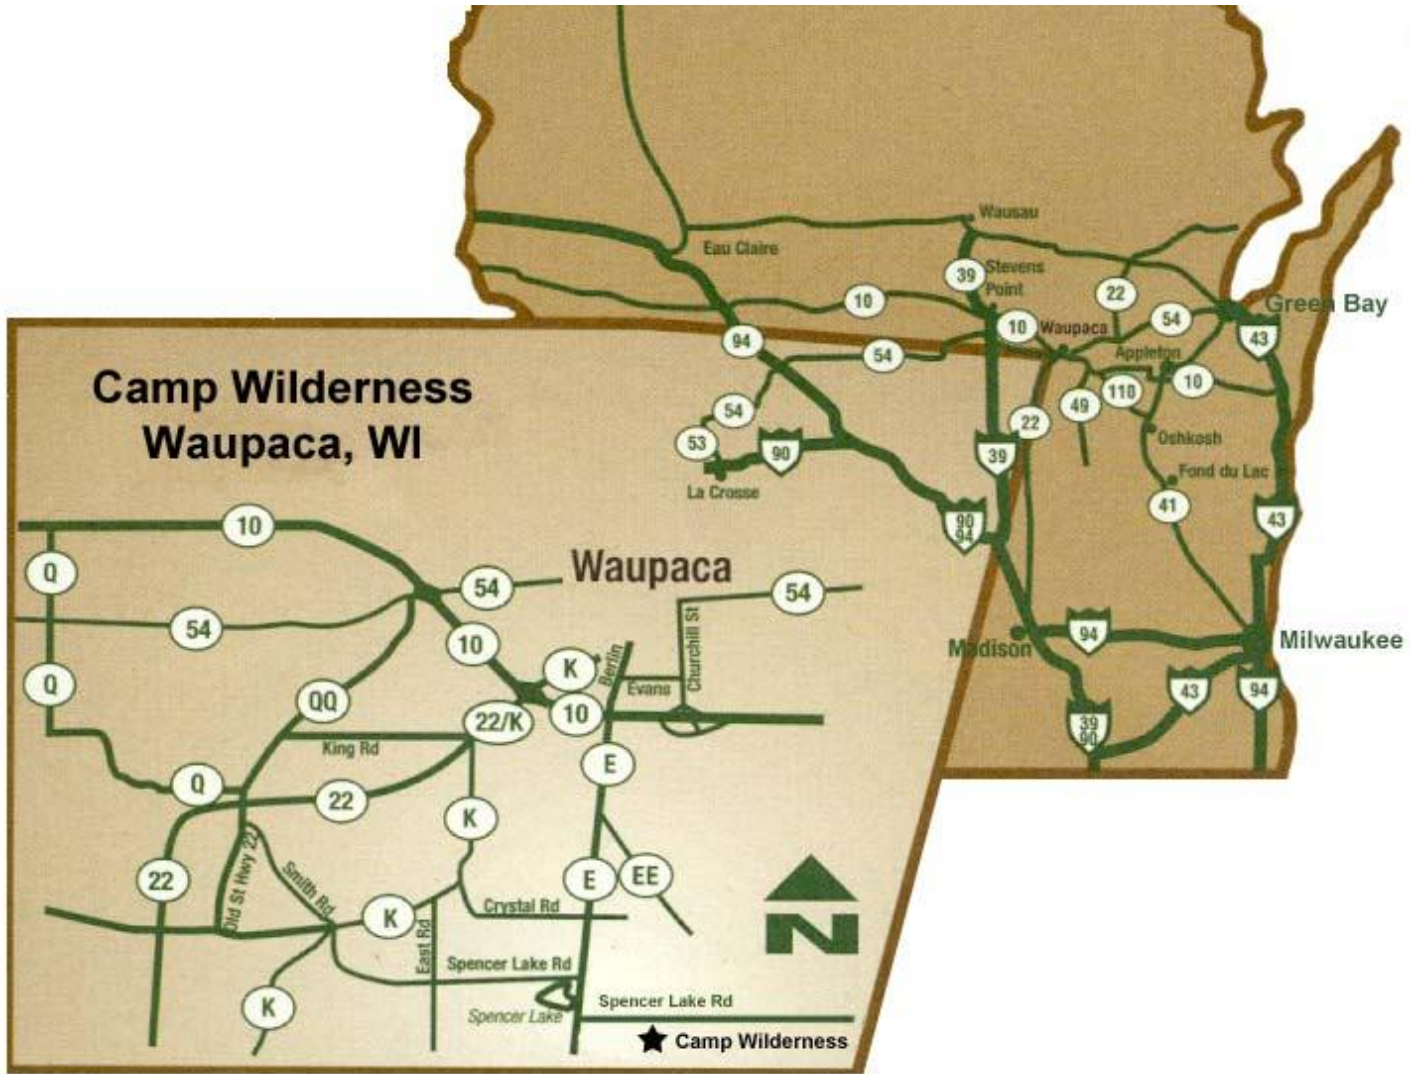 Wausau
Eau Claire
39
Stevens
Point
22
Green Bay
10
10
Waupaca
54
43
94
54
Appleton
110
10
49
54
53
90
22
39
Oshkosh
La Crosse
Fond du Lac
41
90
94
43
Madison
94
Milwaukee
43
94
39
90
Camp Wilderness
Waupaca, WI
10
Q
54
Waupaca
54
54
10
K
Berlin
Evans
Churchill St
Q
QQ
22/K
10
King Rd
E
Q
22
K
22
Old St Hwy 22
Smith Rd
E
EE
K
Crystal Rd
East Rd
N
Spencer Lake Rd
K
Spencer Lake
Spencer Lake Rd
Camp Wilderness